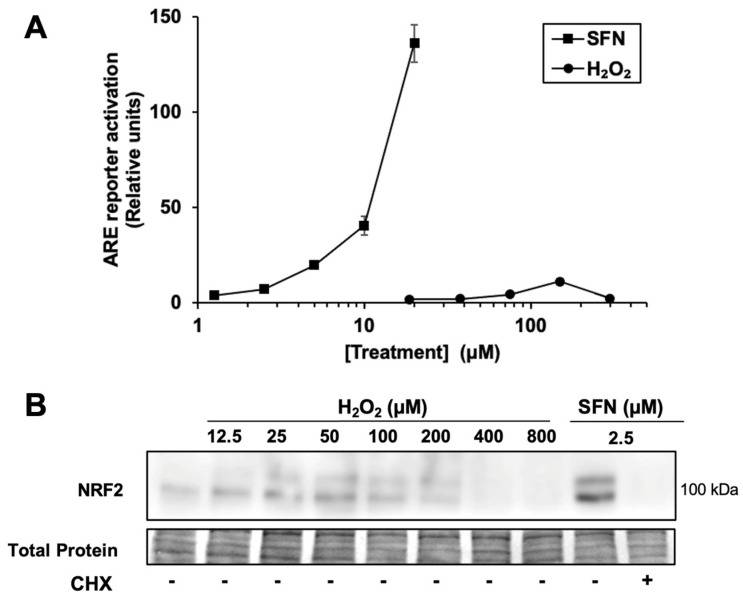 A
150
100
50
0
ARE reporter activation
(Relative units)
SFN
H₂O₂
1 10 100
[Treatment] (µM)
B
H₂O₂ (µM) SFN (µM)
12.5 25 50 100 200 400 800 2.5
NRF2 100 kDa
Total Protein
CHX - - - - - - - - - +